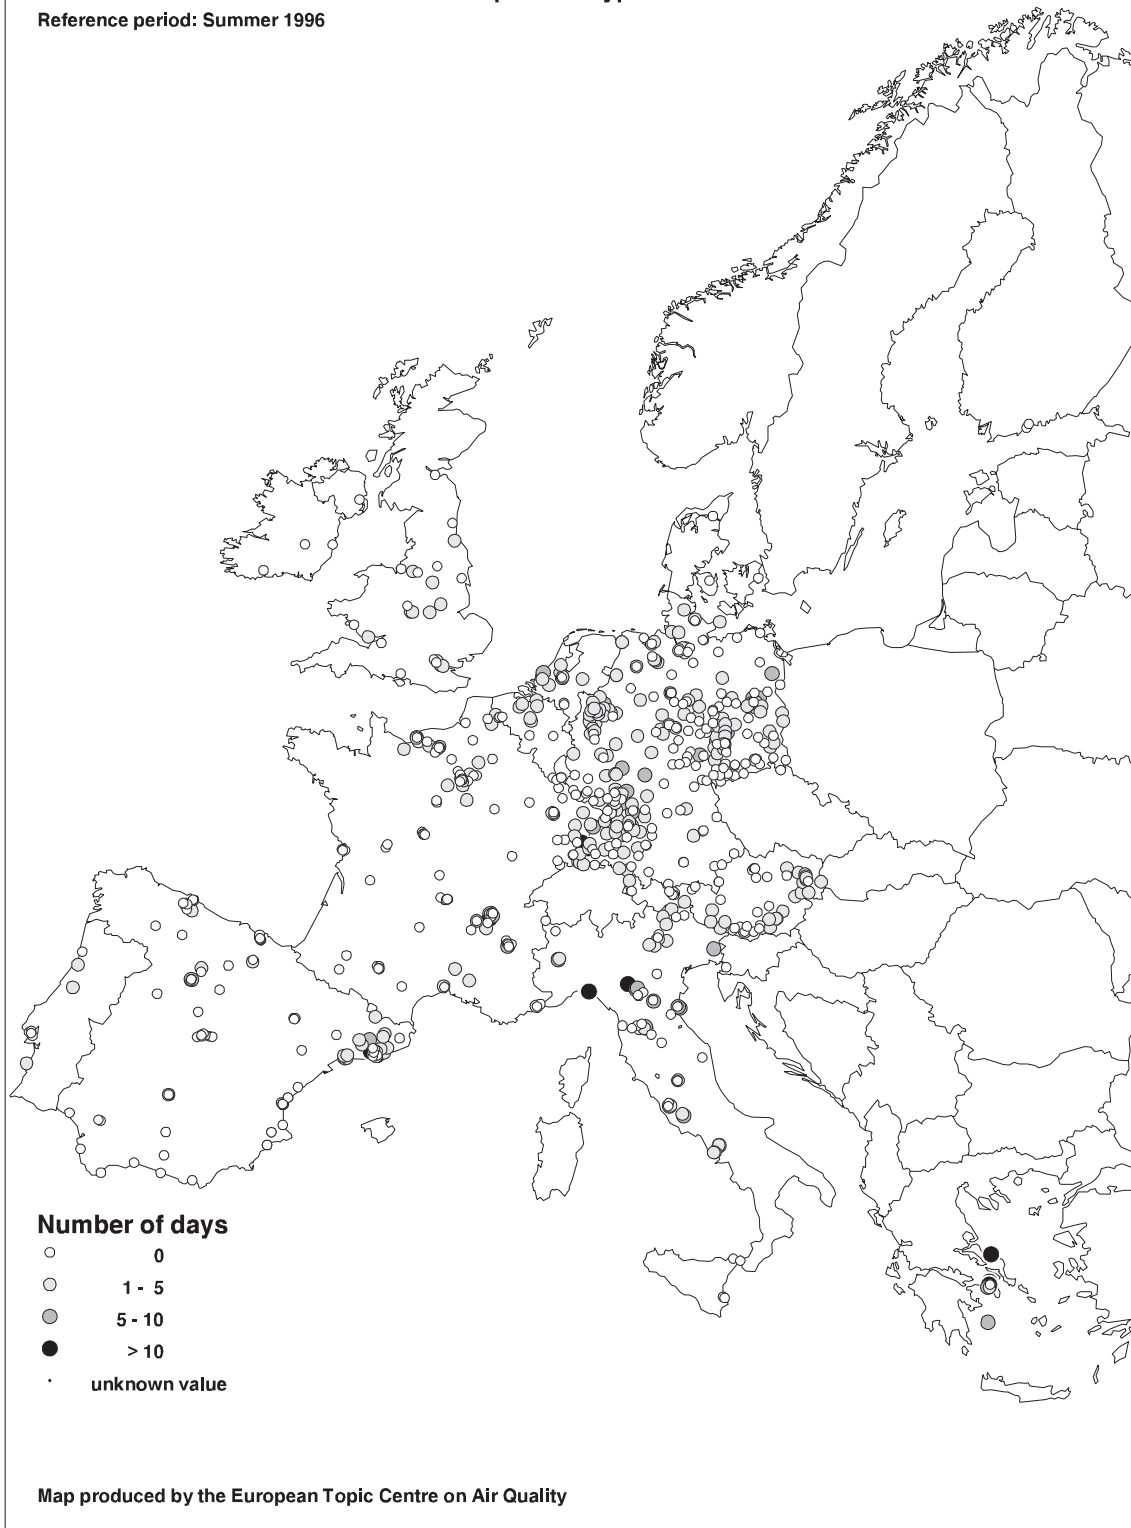 Reference period: Summer 1996
Number of days
0
1 - 5
5 - 10
> 10
unknown value
Map produced by the European Topic Centre on Air Quality